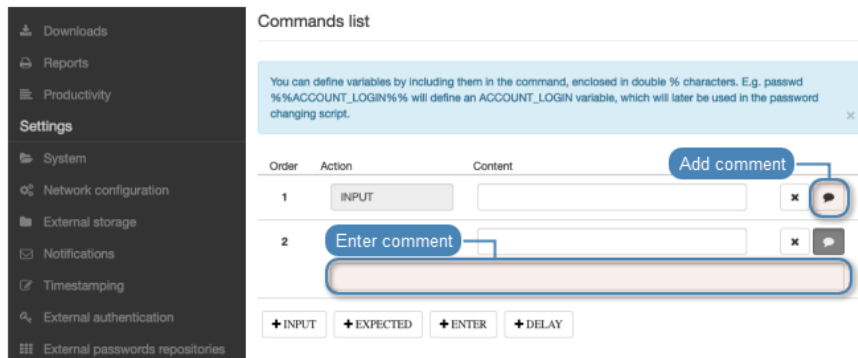 Downloads
Reports
Productivity
Settings
System
Network configuration
External storage
Notifications
Timestamping
External authentication
External passwords repositories
Commands list
You can define variables by including them in the command, enclosed in double % characters. E.g. passwd
%%ACCOUNT_LOGIN%% will define an ACCOUNT_LOGIN variable, which will later be used in the password
changing script.
×
Order Action Content
Add comment
1 INPUT ×
2 Enter comment ×
+INPUT +EXPECTED +ENTER +DELAY